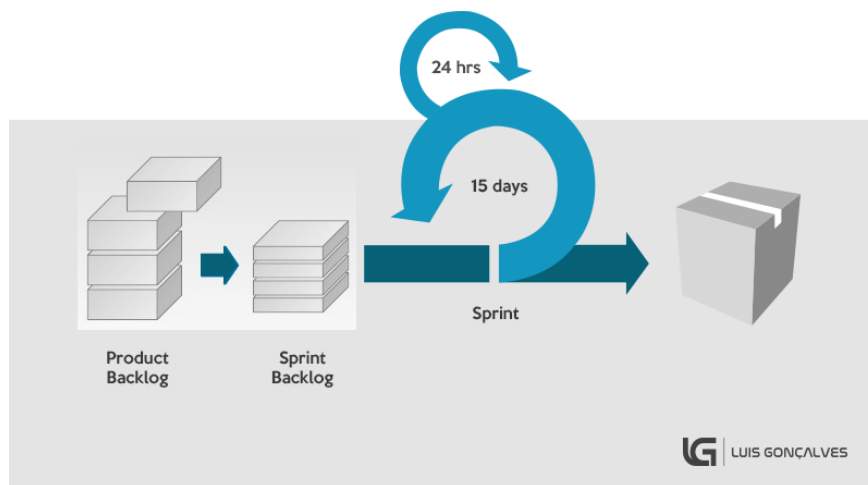 24 hrs
15 days
Sprint
Product
Backlog
Sprint
Backlog
LG
LUIS GONÇALVES